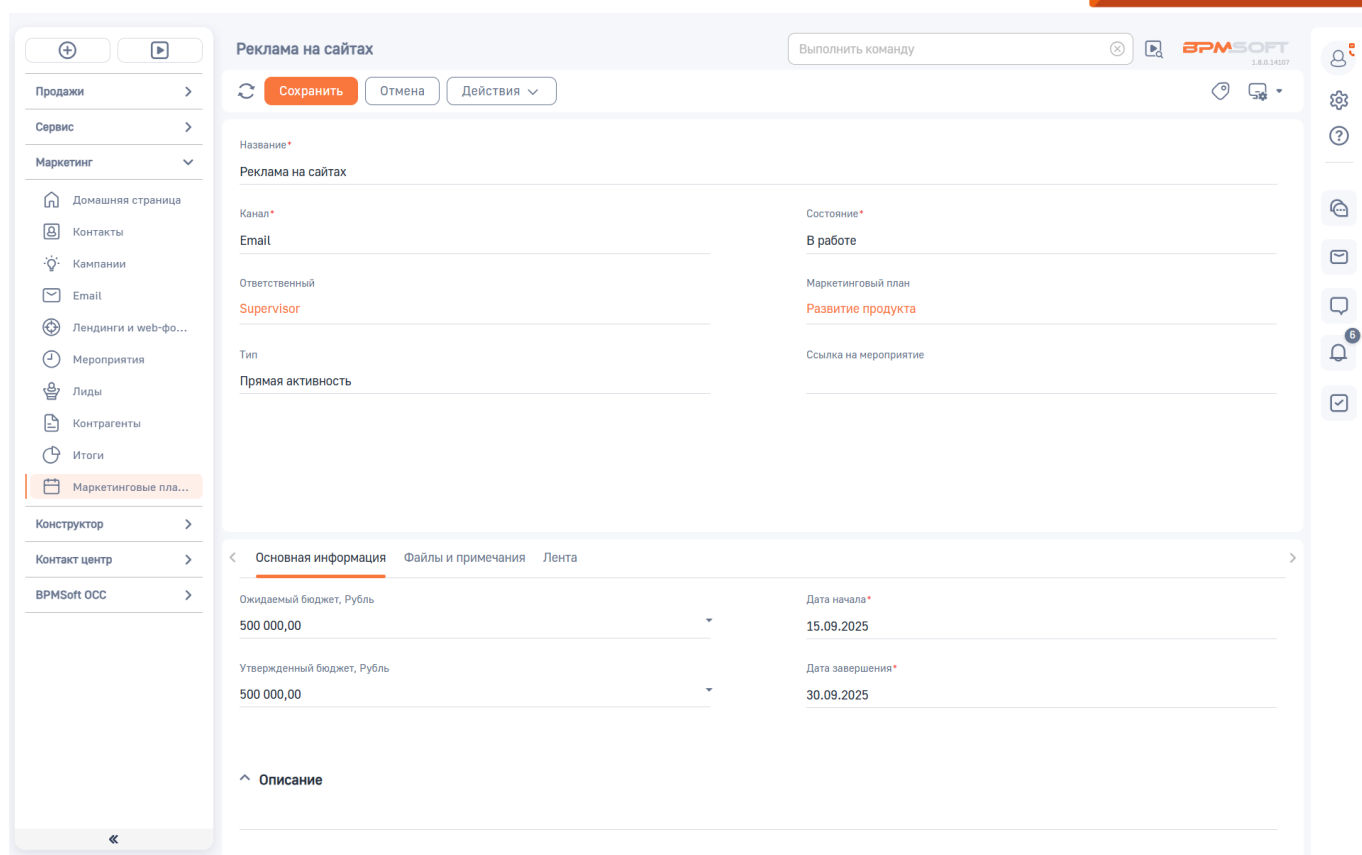 Реклама на сайтах
Выполнить команду
BPMSOFT
1.8.0.14107
Сохранить
Отмена
Действия
Продажи
Сервис
Маркетинг
Домашняя страница
Контакты
Кампании
Email
Лендинги и web-фо...
Мероприятия
Лиды
Контрагенты
Итоги
Маркетинговые пла...
Конструктор
Контакт центр
BPMSoft OCC
Название*
Реклама на сайтах
Канал*
Email
Состояние*
В работе
Ответственный
Supervisor
Маркетинговый план
Развитие продукта
Тип
Прямая активность
Ссылка на мероприятие
Основная информация Файлы и примечания Лента
Ожидаемый бюджет, Рубль
500 000,00
Дата начала*
15.09.2025
Утвержденный бюджет, Рубль
500 000,00
Дата завершения*
30.09.2025
Описание
6